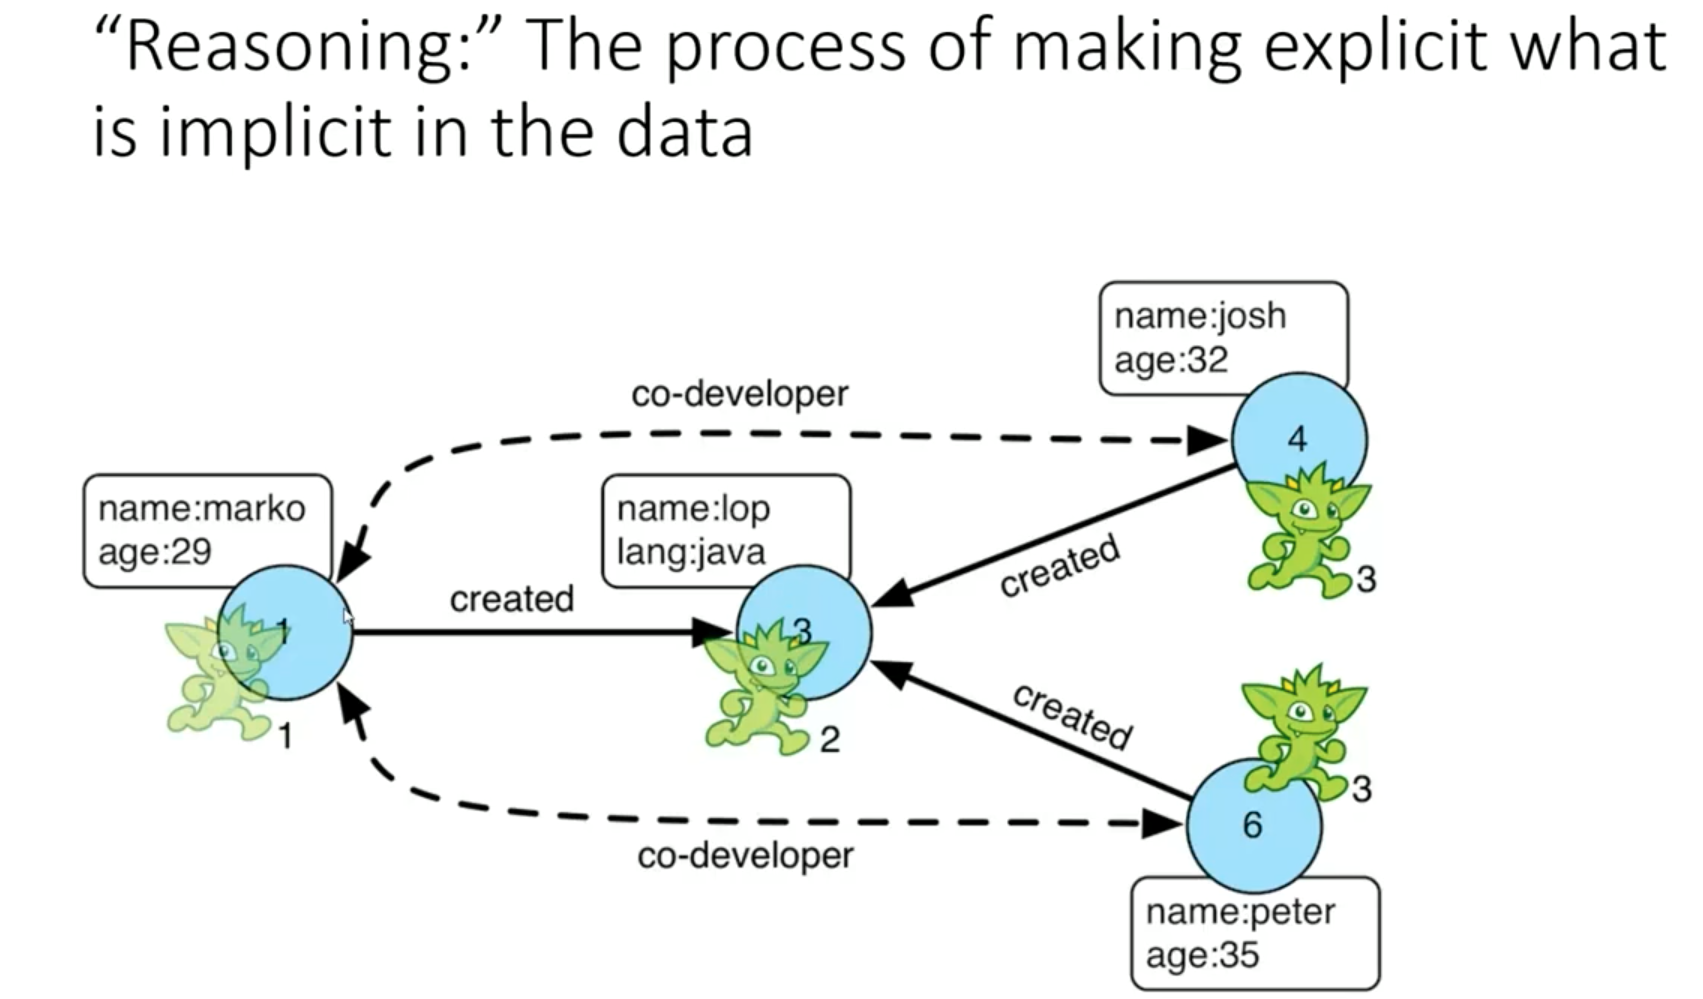 “Reasoning:” The process of making explicit what
is implicit in the data
name:josh
age:32
co-developer
4
name:marko
age:29
name:lop
lang:java
created
created
3
1
3
1
2
created
3
6
co-developer
name:peter
age:35